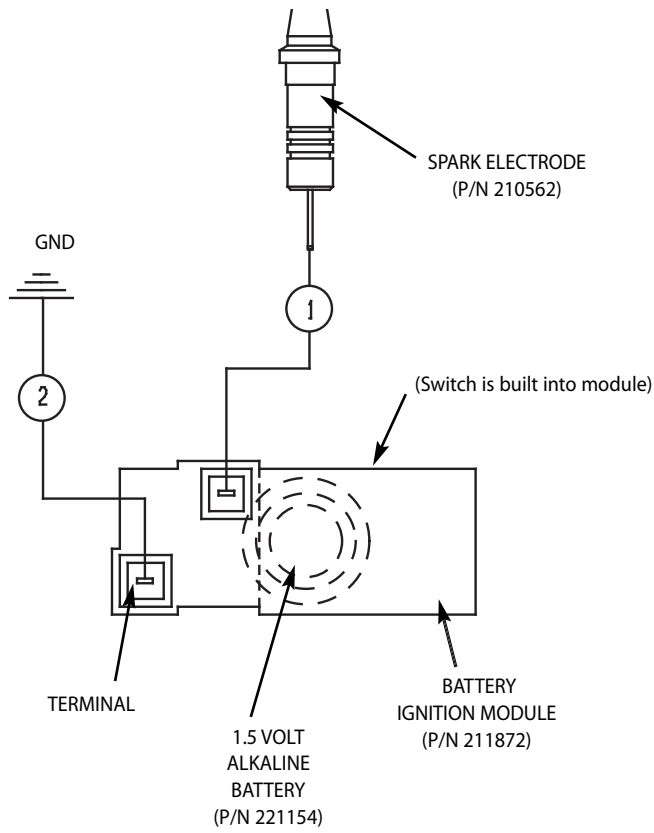 SPARK ELECTRODE
(P/N 210562)
GND
1
2
(Switch is built into module)
TERMINAL
BATTERY
IGNITION MODULE
(P/N 211872)
1.5 VOLT
ALKALINE
BATTERY
(P/N 221154)